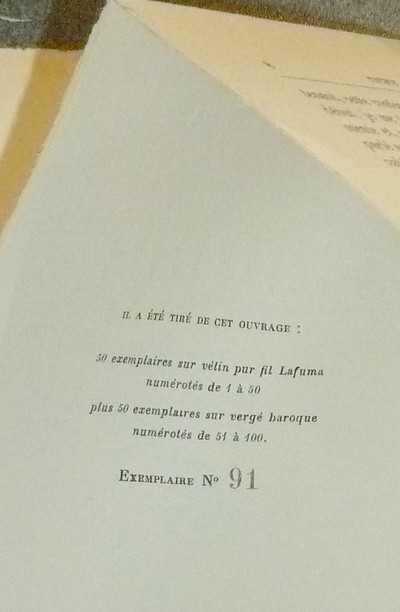 IL A ÉTÉ TIRÉ DE CET OUVRAGE :
50 exemplaires sur vélin pur fil Lafuma
numérotés de 1 à 50
plus 50 exemplaires sur vergé baroque
numérotés de 51 à 100.
EXEMPLAIRE Nº 91